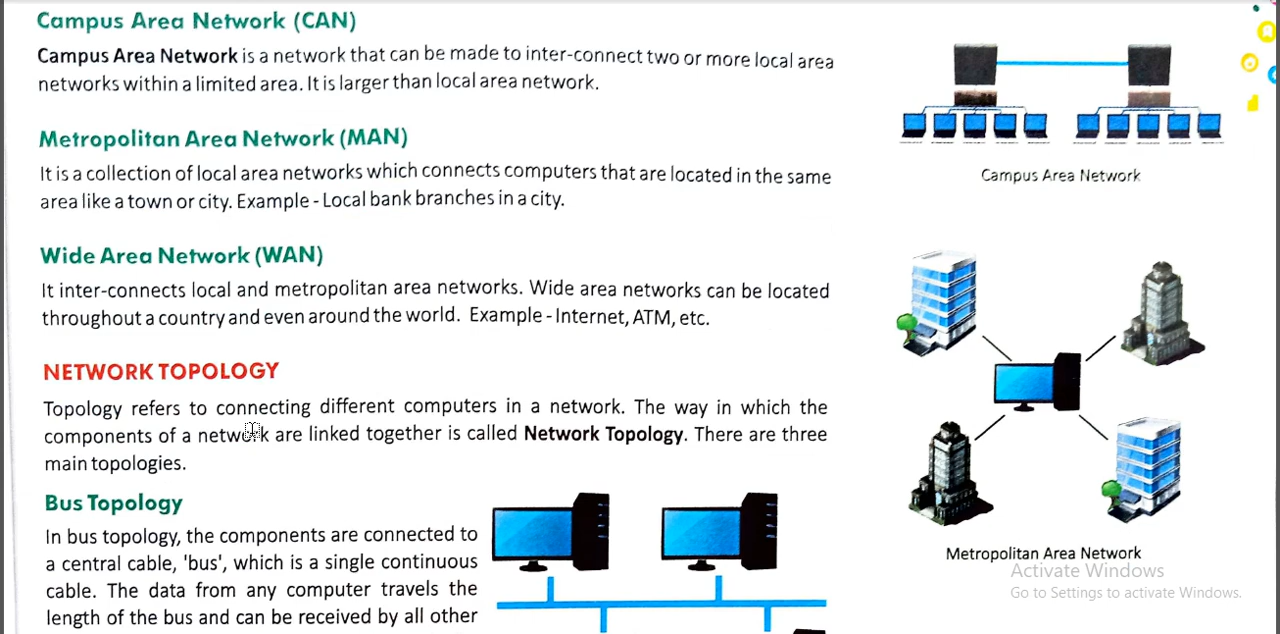 Campus Area Network (CAN)
Campus Area Network is a network that can be made to inter-connect two or more local area
networks within a limited area. It is larger than local area network.
Campus Area Network
Metropolitan Area Network (MAN)
It is a collection of local area networks which connects computers that are located in the same
area like a town or city. Example - Local bank branches in a city.
Wide Area Network (WAN)
It inter-connects local and metropolitan area networks. Wide area networks can be located
throughout a country and even around the world. Example - Internet, ATM, etc.
NETWORK TOPOLOGY
Topology refers to connecting different computers in a network. The way in which the
components of a network are linked together is called Network Topology. There are three
main topologies.
Metropolitan Area Network
Bus Topology
In bus topology, the components are connected to
a central cable, 'bus', which is a single continuous
cable. The data from any computer travels the
length of the bus and can be received by all other
Activate Windows
Go to Settings to activate Windows.